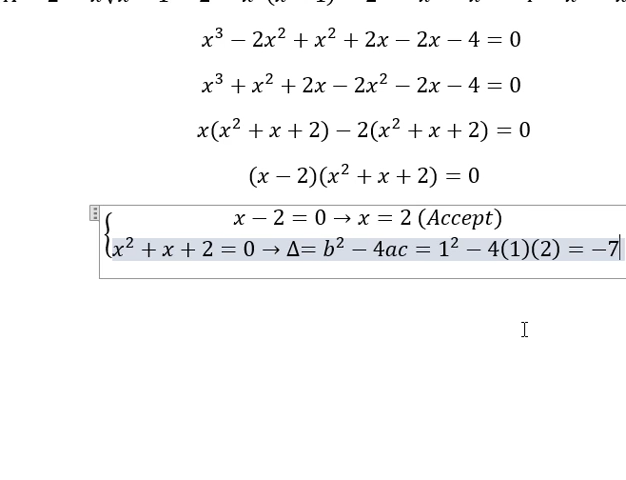 x³ − 2x² + x² + 2x − 2x − 4 = 0
x³ + x² + 2x − 2x² − 2x − 4 = 0
x(x² + x + 2) − 2(x² + x + 2) = 0
(x − 2)(x² + x + 2) = 0
x − 2 = 0 → x = 2 (Accept)
x² + x + 2 = 0 → Δ= b² − 4ac = 1² − 4(1)(2) = −7